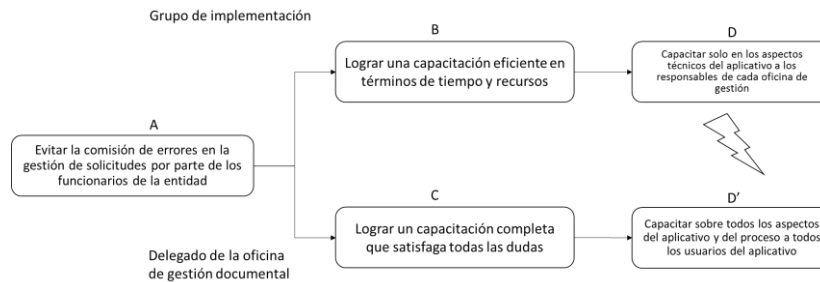 Grupo de implementación
B
Lograr una capacitación eficiente en
términos de tiempo y recursos
D
Capacitar solo en los aspectos
técnicos del aplicativo a los
responsables de cada oficina de
gestión
A
Evitar la comisión de errores en la
gestión de solicitudes por parte de los
funcionarios de la entidad
C
Lograr un capacitación completa
que satisfaga todas las dudas
D'
Capacitar sobre todos los aspectos
del aplicativo y del proceso a todos
los usuarios del aplicativo
Delegado de la oficina
de gestión documental